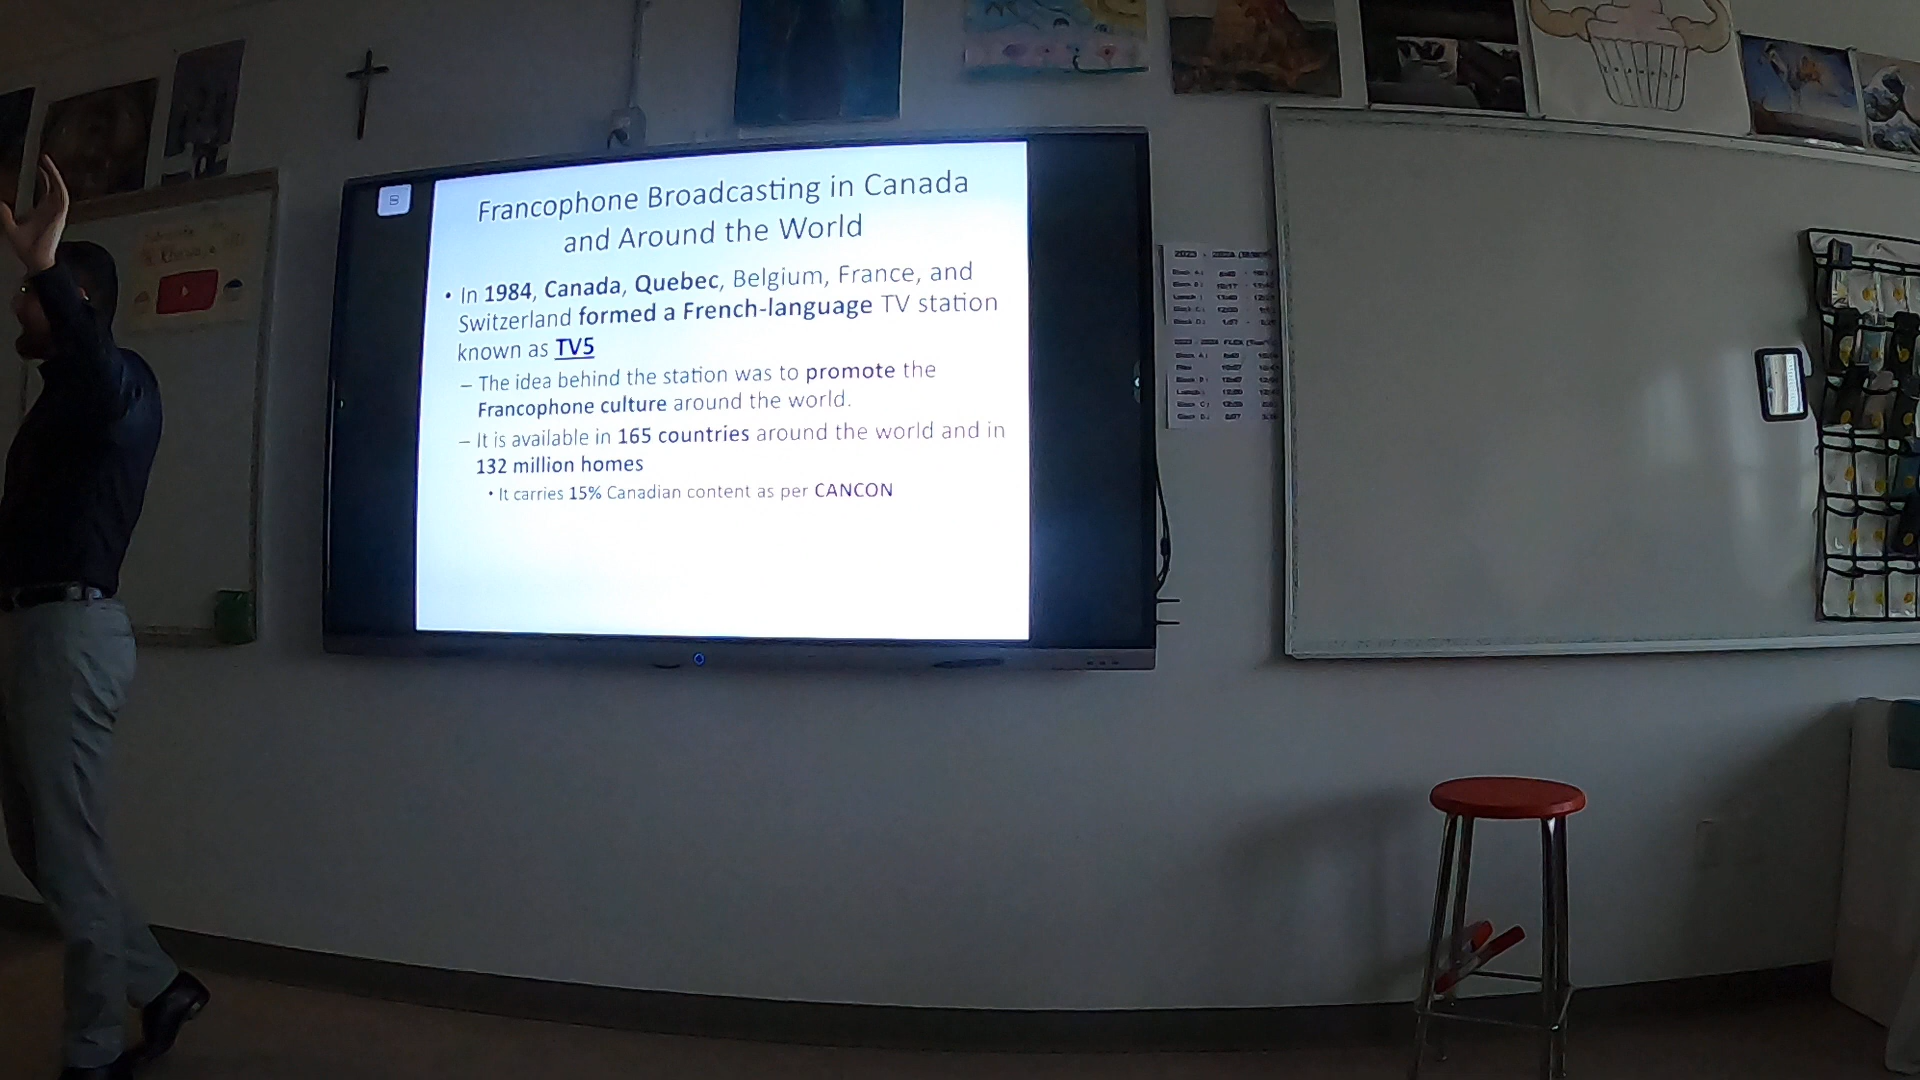 Francophone Broadcasting in Canada
and Around the World
• In 1984, Canada, Quebec, Belgium, France, and
Switzerland formed a French-language TV station
known as TV5
– The idea behind the station was to promote the
Francophone culture around the world.
– It is available in 165 countries around the world and in
132 million homes
• It carries 15% Canadian content as per CANCON